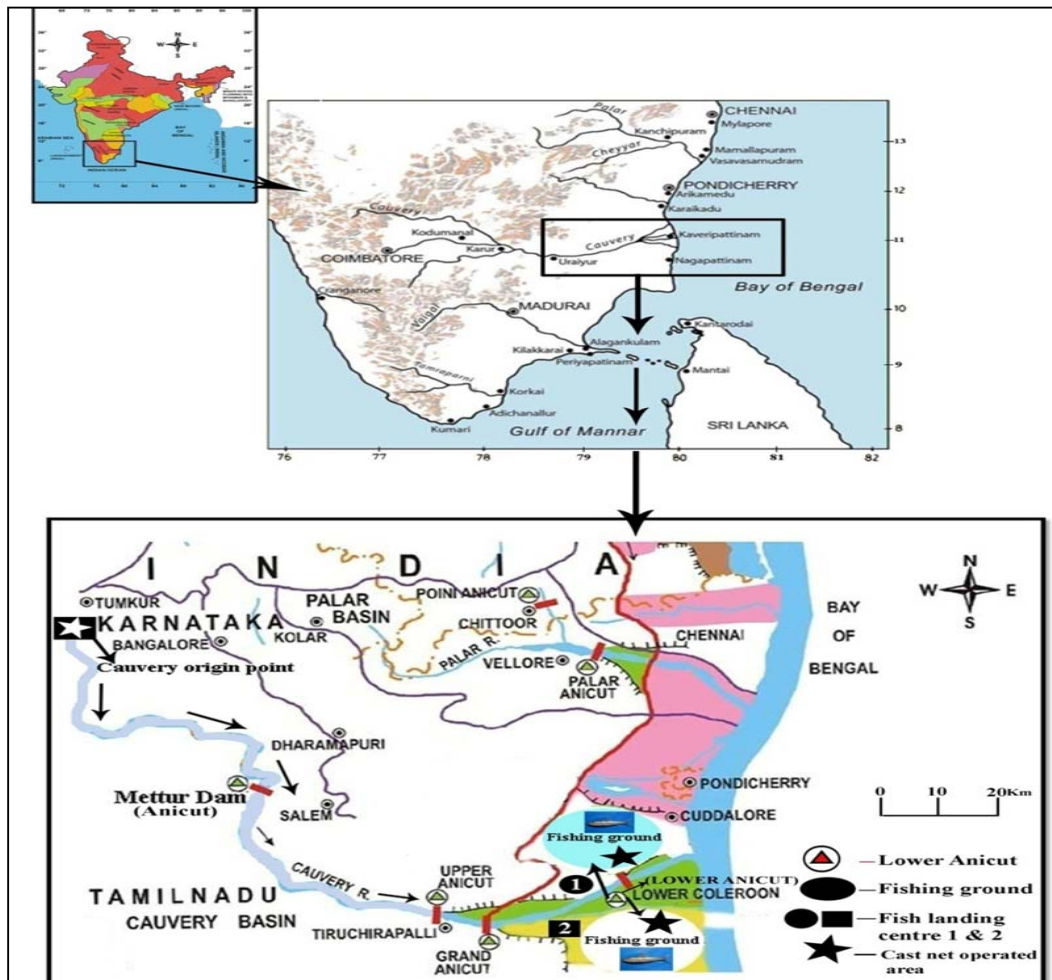 W E
N
S
BAY
OF
BENGAL
INDIAN OCEAN
CHENNAI
Mylapore
Palar
Kanchipuram
Cheyyar
Mamallapuram
Vasavasamudram
PONDICHERRY
Arikamedu
Karaikadu
Cauvery
Kodumanal
Karur
COIMBATORE
Cauvery
Kaveripattinam
Uraiyur
Nagapattinam
Bay of Bengal
Cranganore
MADURAI
Vaigai
Kantarodai
Alagankulam
Kilakkarai
Periyapatinam
Mantai
Tamraparni
Korkai
Adichanallur
Kumari
Gulf of Mannar
SRI LANKA
13
12
11
10
9
8
76 77 78 79 80 81 82
I N D I A
N
W E
S
TUMKUR
KARNATAKA
BANGALORE
KOLAR
PALAR
BASIN
POINI ANICUT
CHITTOOR
PALAR R.
VELLORE
PALAR
ANICUT
CHENNAI
BAY
OF
BENGAL
Cauvery origin point
DHARAMAPURI
Mettur Dam
(Anicut)
SALEM
PONDICHERRY
CUDDALORE
0 10 20Km
Fishing ground
CAUVERY R.
UPPER
ANICUT
1
(LOWER ANICUT)
LOWER COLEROON
TAMILNADU
CAUVERY BASIN
TIRUCHIRAPALLI
GRAND
ANICUT
2
Fishing ground
Lower Anicut
Fishing ground
Fish landing
centre 1 & 2
Cast net operated
area